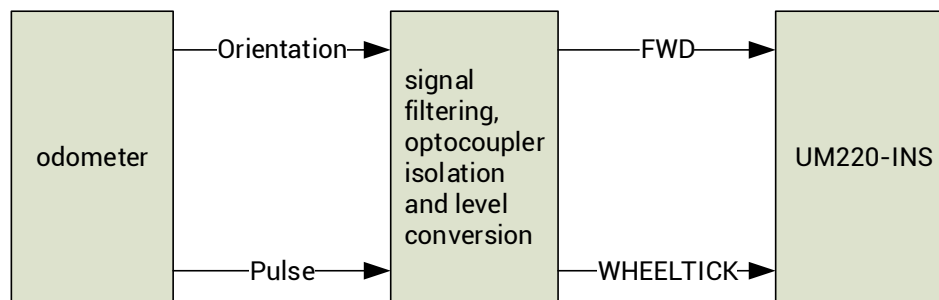 Orientation
FWD
odometer
signal
filtering,
optocoupler
isolation
and level
conversion
UM220-INS
Pulse
WHEELTICK